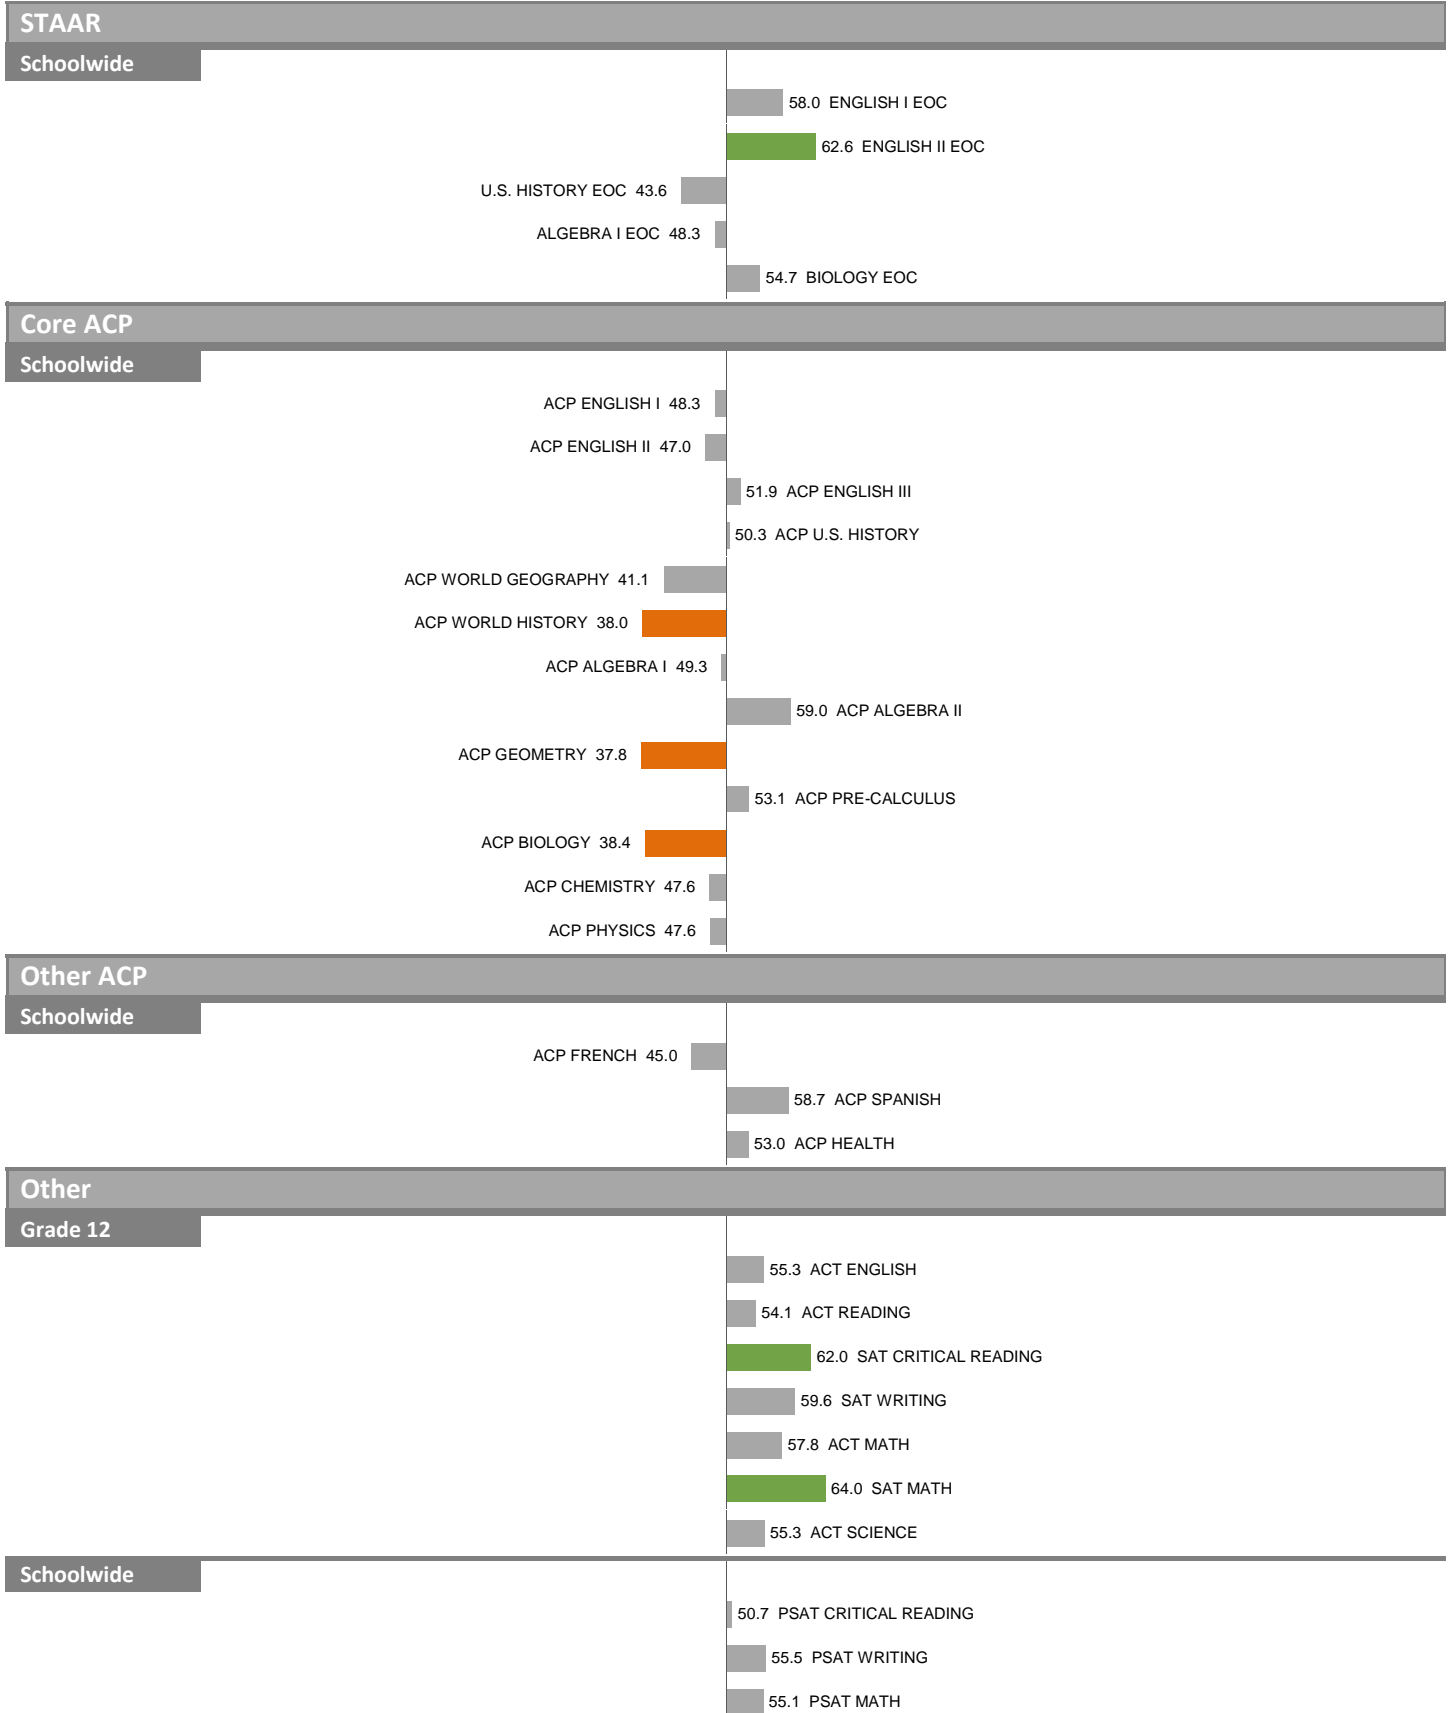 STAAR
Schoolwide
58.0 ENGLISH I EOC
62.6 ENGLISH II EOC
U.S. HISTORY EOC 43.6
ALGEBRA I EOC 48.3
54.7 BIOLOGY EOC
Core ACP
Schoolwide
ACP ENGLISH I 48.3
ACP ENGLISH II 47.0
51.9 ACP ENGLISH III
50.3 ACP U.S. HISTORY
ACP WORLD GEOGRAPHY 41.1
ACP WORLD HISTORY 38.0
ACP ALGEBRA I 49.3
59.0 ACP ALGEBRA II
ACP GEOMETRY 37.8
53.1 ACP PRE-CALCULUS
ACP BIOLOGY 38.4
ACP CHEMISTRY 47.6
ACP PHYSICS 47.6
Other ACP
Schoolwide
ACP FRENCH 45.0
58.7 ACP SPANISH
53.0 ACP HEALTH
Other
Grade 12
55.3 ACT ENGLISH
54.1 ACT READING
62.0 SAT CRITICAL READING
59.6 SAT WRITING
57.8 ACT MATH
64.0 SAT MATH
55.3 ACT SCIENCE
Schoolwide
50.7 PSAT CRITICAL READING
55.5 PSAT WRITING
55.1 PSAT MATH